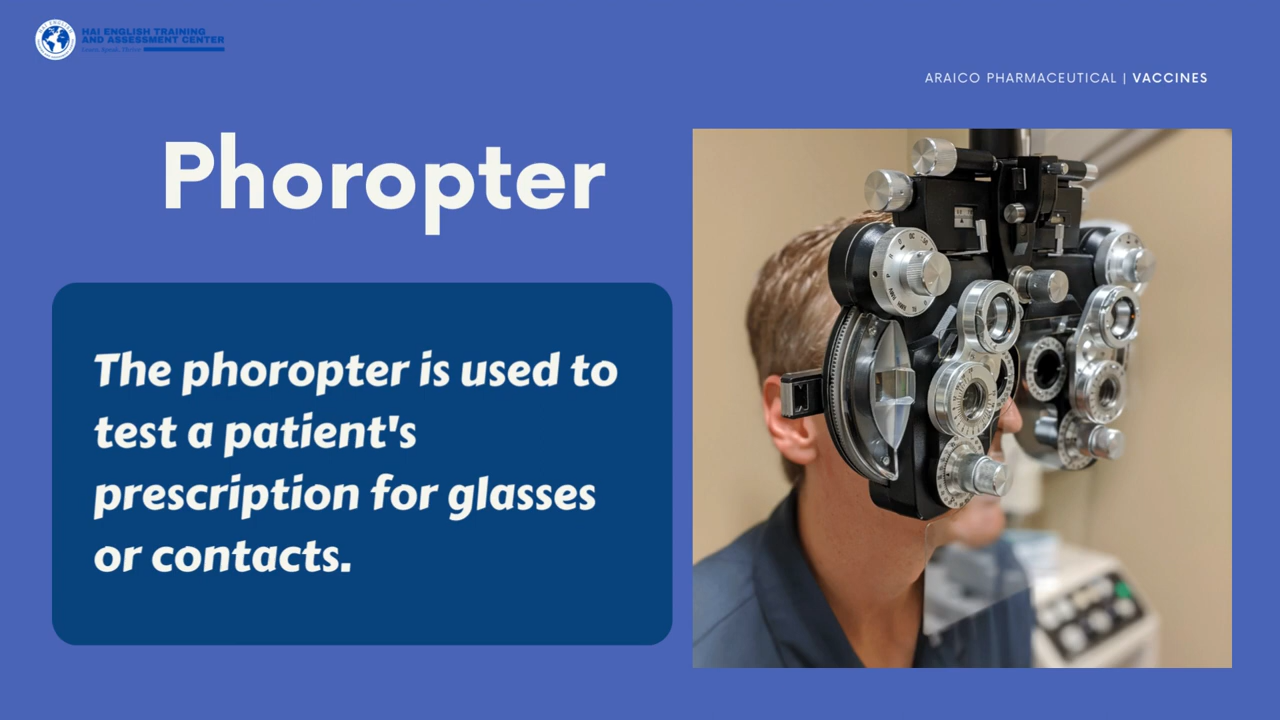 HAI ENGLISH TRAINING
AND ASSESSMENT CENTER
ARAICO PHARMACEUTICAL | VACCINES
Phoropter
The phoropter is used to
test a patient's
prescription for glasses
or contacts.